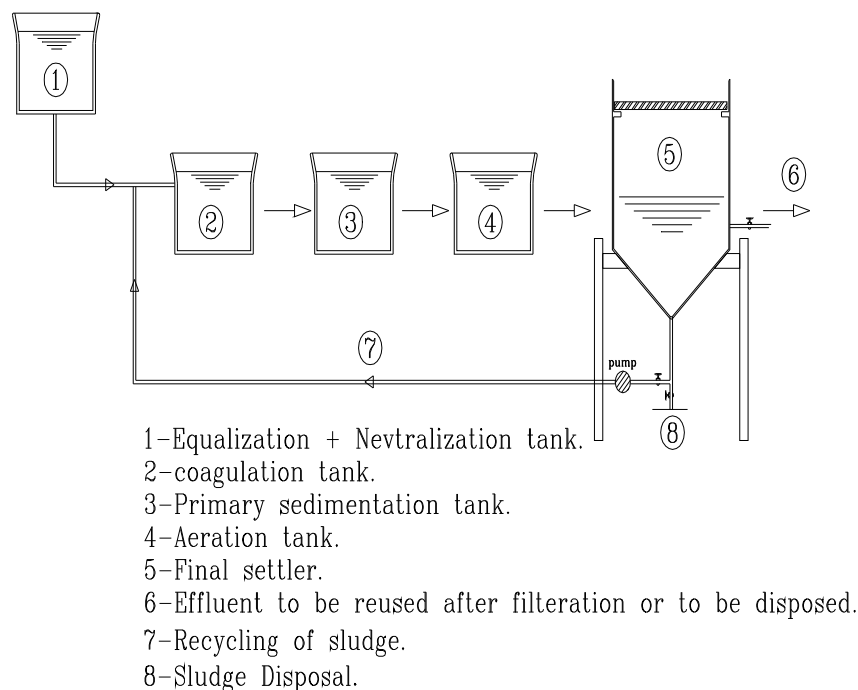 1
2
3
4
5
6
7
pump
8
1-Equalization + Nevtralization tank.
2-coagulation tank.
3-Primary sedimentation tank.
4-Aeration tank.
5-Final settler.
6-Effluent to be reused after filteration or to be disposed.
7-Recycling of sludge.
8-Sludge Disposal.